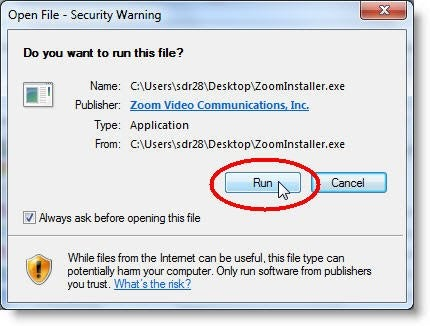 Open File - Security Warning
Do you want to run this file?
Name: C:\Users\sdr28\Desktop\ZoomInstaller.exe
Publisher: Zoom Video Communications, Inc.
Type: Application
From: C:\Users\sdr28\Desktop\ZoomInstaller.exe
Run Cancel
Always ask before opening this file
While files from the Internet can be useful, this file type can
potentially harm your computer. Only run software from publishers
you trust. What's the risk?